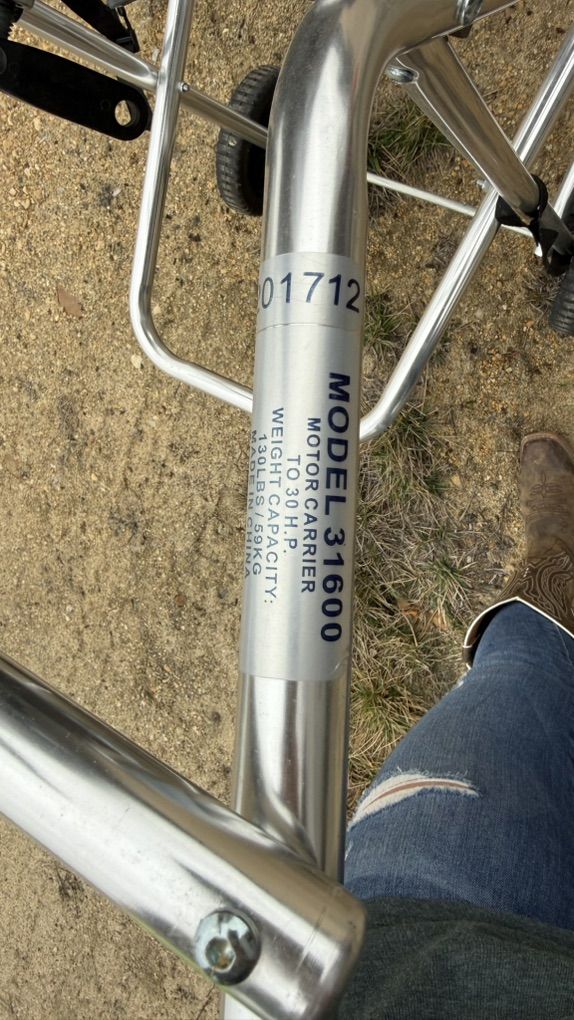 01712
MODEL 31600
MOTOR CARRIER
TO 30 H.P.
WEIGHT CAPACITY:
130LBS / 59KG
MADE IN CHINA